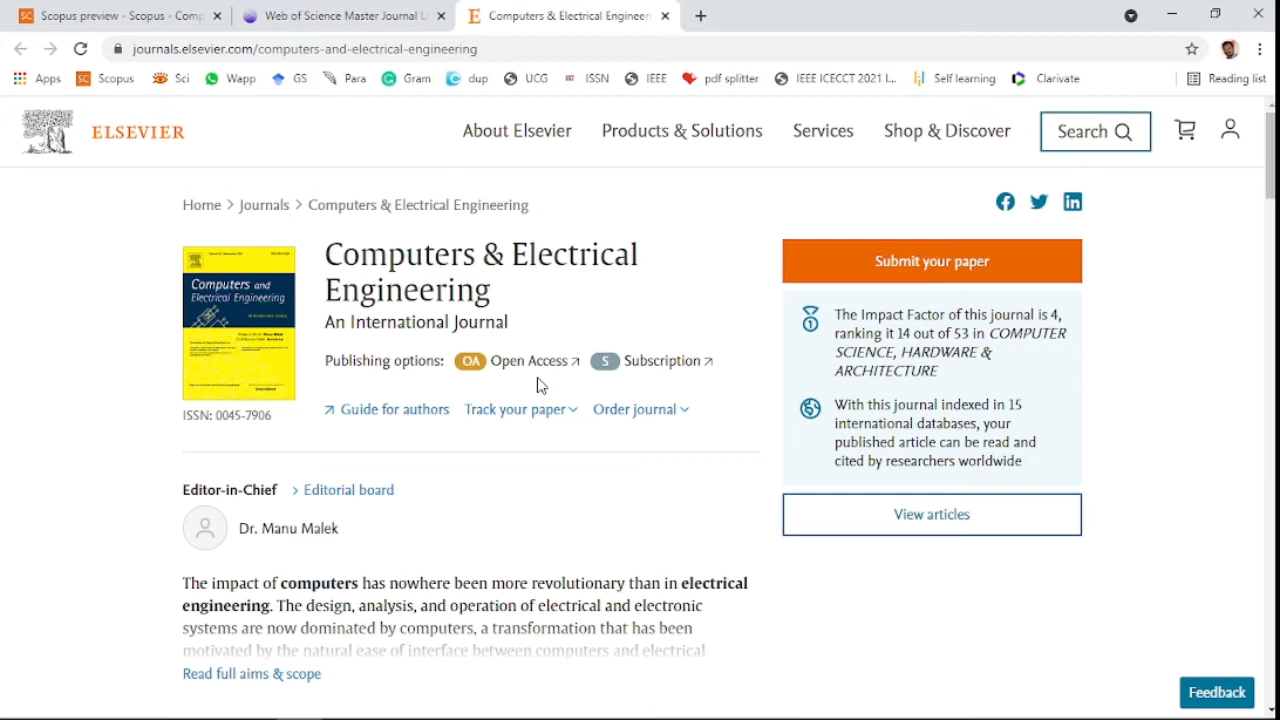 Scopus preview - Scopus - Comp
Web of Science Master Journal Li
Computers & Electrical Engineerin
journals.elsevier.com/computers-and-electrical-engineering
Apps
SC Scopus
Sci
Wapp
GS
Para
G Gram
dup
UCG
ISSN
IEEE
pdf splitter
IEEE ICECCT 2021 I...
Self learning
Clarivate
Reading list
ELSEVIER
About Elsevier
Products & Solutions
Services
Shop & Discover
Search
Home > Journals > Computers & Electrical Engineering
Computers and
Electrical Engineering
ISSN: 0045-7906
Computers & Electrical
Engineering
An International Journal
Publishing options: OA Open Access S Subscription
Guide for authors Track your paper Order journal
Submit your paper
The Impact Factor of this journal is 4,
ranking it 14 out of 53 in COMPUTER
SCIENCE, HARDWARE &
ARCHITECTURE
With this journal indexed in 15
international databases, your
published article can be read and
cited by researchers worldwide
View articles
Editor-in-Chief > Editorial board
Dr. Manu Malek
The impact of computers has nowhere been more revolutionary than in electrical
engineering. The design, analysis, and operation of electrical and electronic
systems are now dominated by computers, a transformation that has been
motivated by the natural ease of interface between computers and electrical
Read full aims & scope
Feedback